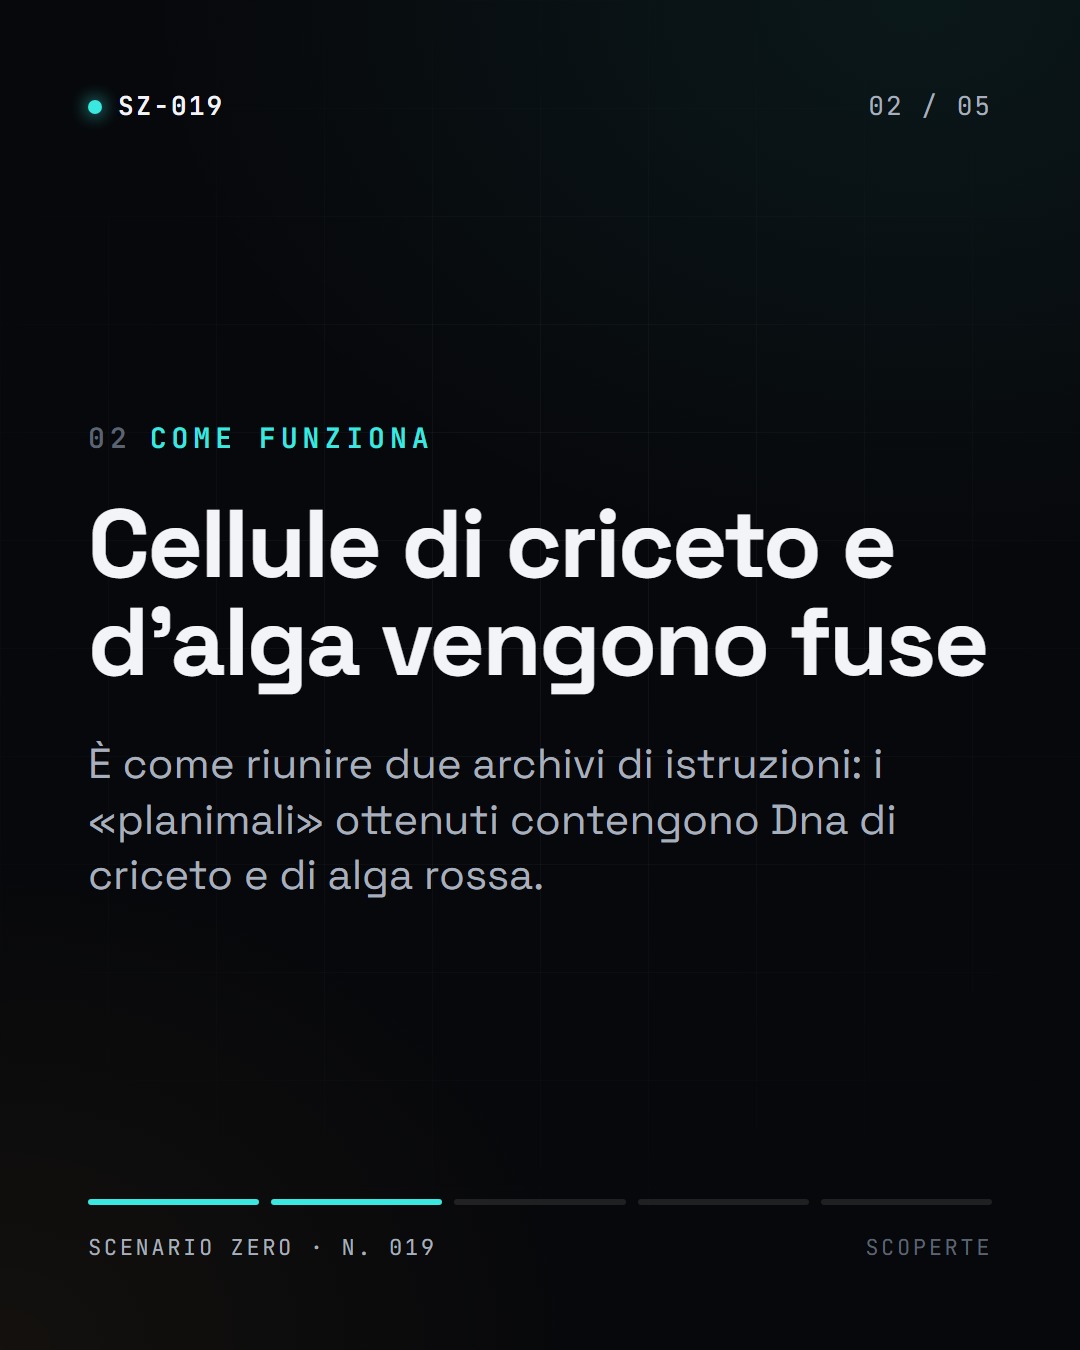 SZ-019
02 / 05
02 COME FUNZIONA
Cellule di criceto e
d’alga vengono fuse
È come riunire due archivi di istruzioni: i
«planimali» ottenuti contengono Dna di
criceto e di alga rossa.
SCENARIO ZERO · N. 019
SCOPERTE